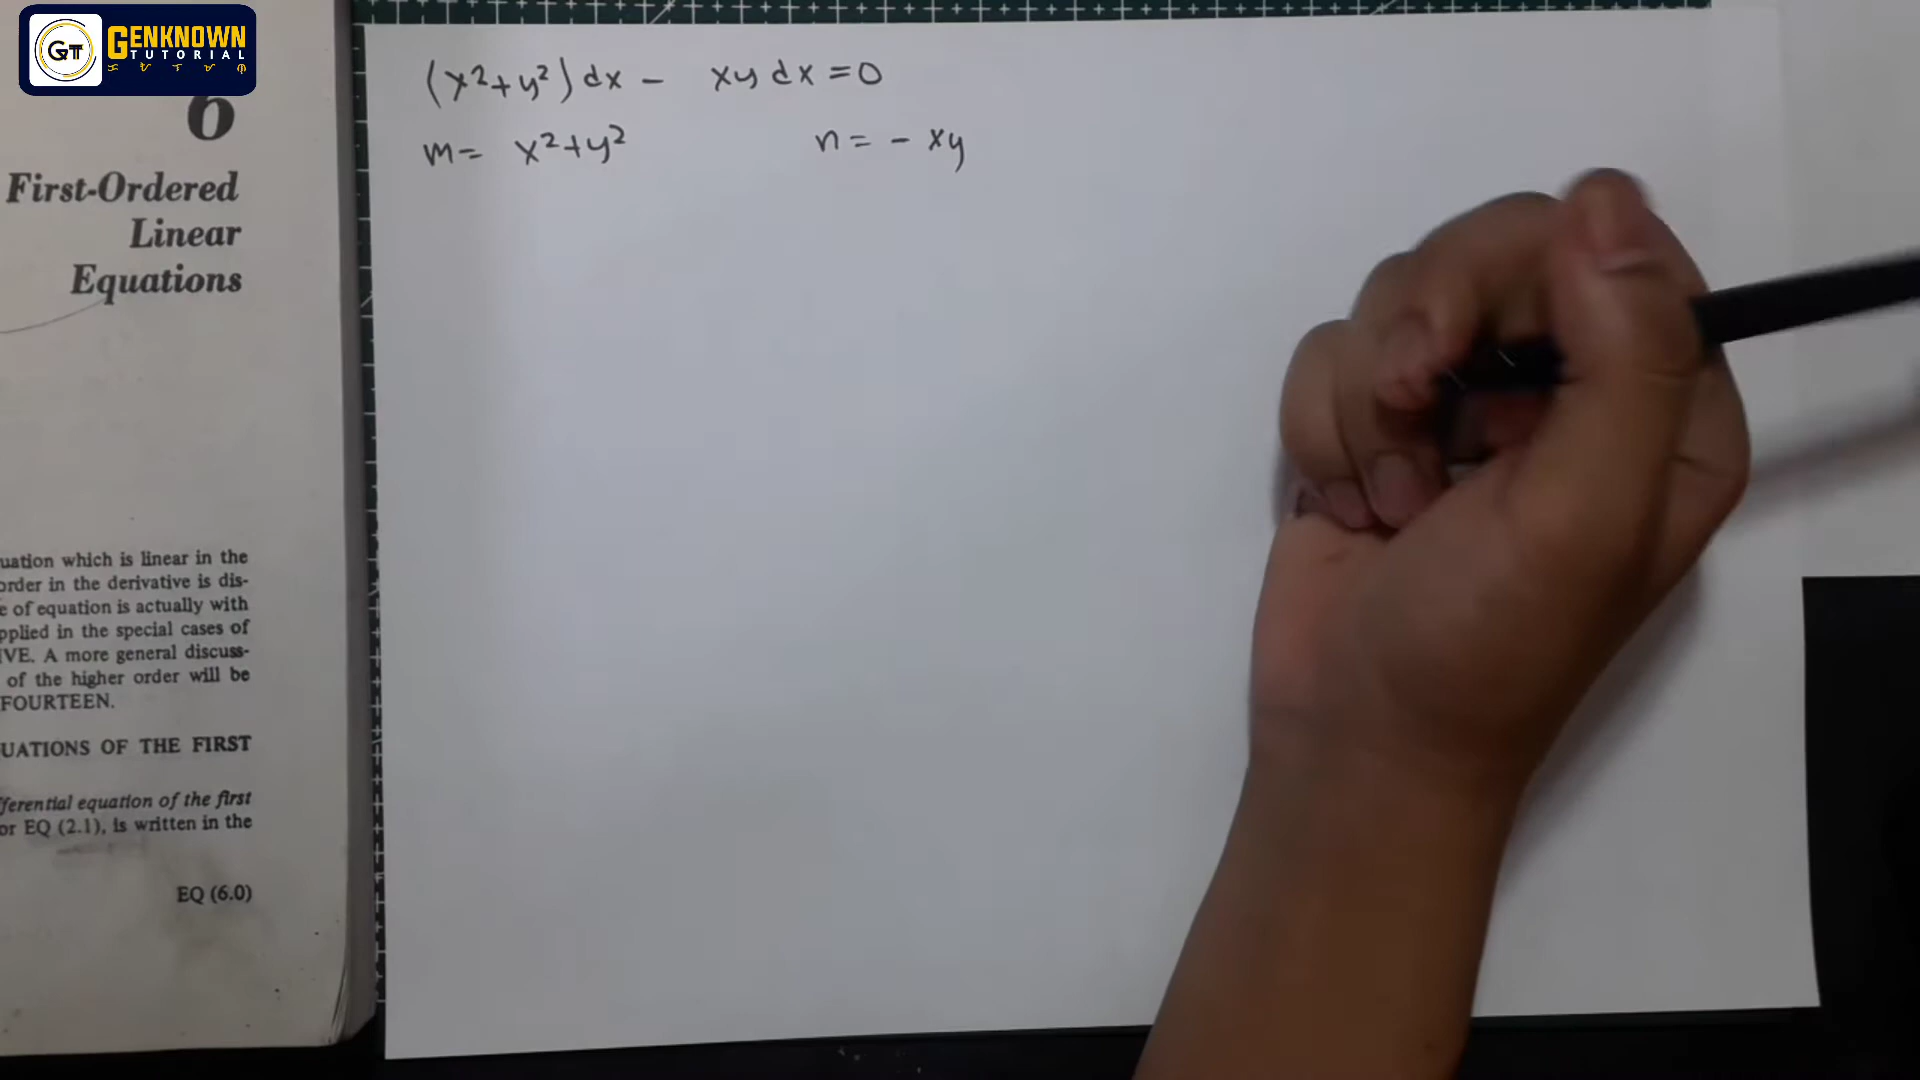 GT
GENKNOWN
TUTORIAL
6
First-Ordered
Linear
Equations
uation which is linear in the
order in the derivative is dis-
e of equation is actually with
pplied in the special cases of
IVE. A more general discuss-
of the higher order will be
FOURTEEN.
UATIONS OF THE FIRST
fferential equation of the first
or EQ (2.1), is written in the
EQ (6.0)
(x²+y²)dx - xy dx = 0
m = x²+y² n = - xy